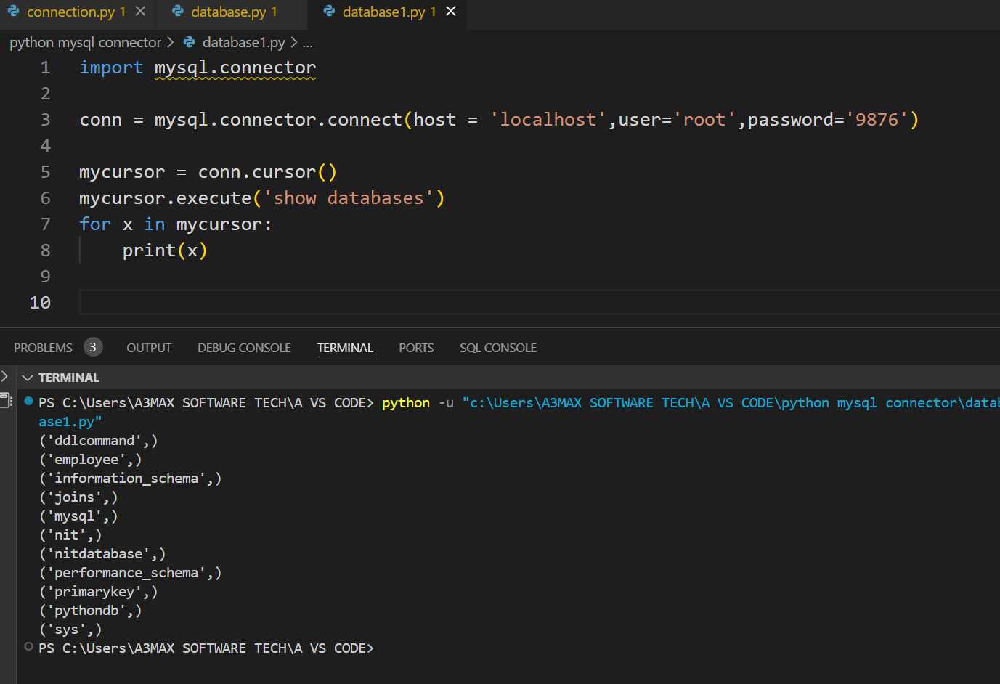 connection.py 1 database.py 1 database1.py 1
python mysql connector > database1.py > ...
1 import mysql.connector
2
3 conn = mysql.connector.connect(host = 'localhost',user='root',password='9876')
4
5 mycursor = conn.cursor()
6 mycursor.execute('show databases')
7 for x in mycursor:
8     print(x)
9
10
PROBLEMS 3 OUTPUT DEBUG CONSOLE TERMINAL PORTS SQL CONSOLE
TERMINAL
PS C:\Users\A3MAX SOFTWARE TECH\A VS CODE> python -u "c:\Users\A3MAX SOFTWARE TECH\A VS CODE\python mysql connector\datab
ase1.py"
('ddlcommand',)
('employee',)
('information_schema',)
('joins',)
('mysql',)
('nit',)
('nitdatabase',)
('performance_schema',)
('primarykey',)
('pythondb',)
('sys',)
PS C:\Users\A3MAX SOFTWARE TECH\A VS CODE>